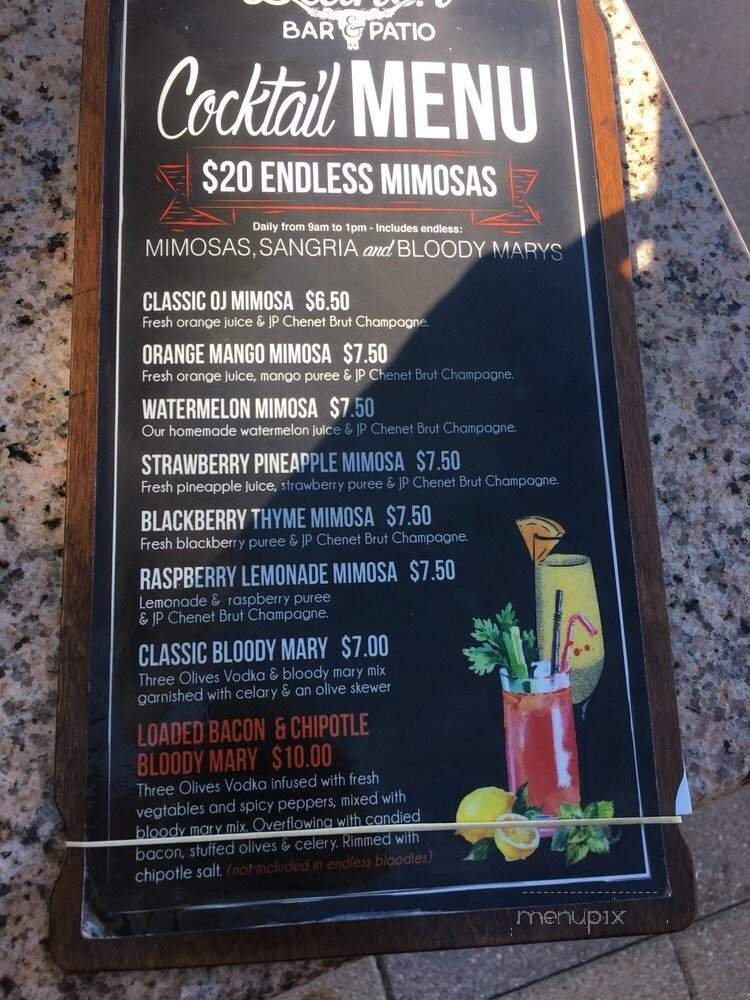 BAR & PATIO
Cocktail MENU
$20 ENDLESS MIMOSAS
Daily from 9am to 1pm - Includes endless:
MIMOSAS, SANGRIA and BLOODY MARYS
CLASSIC OJ MIMOSA $6.50
Fresh orange juice & JP Chenet Brut Champagne.
ORANGE MANGO MIMOSA $7.50
Fresh orange juice, mango puree & JP Chenet Brut Champagne.
WATERMELON MIMOSA $7.50
Our homemade watermelon juice & JP Chenet Brut Champagne.
STRAWBERRY PINEAPPLE MIMOSA $7.50
Fresh pineapple juice, strawberry puree & JP Chenet Brut Champagne.
BLACKBERRY THYME MIMOSA $7.50
Fresh blackberry puree & JP Chenet Brut Champagne.
RASPBERRY LEMONADE MIMOSA $7.50
Lemonade & raspberry puree
& JP Chenet Brut Champagne.
CLASSIC BLOODY MARY $7.00
Three Olives Vodka & bloody mary mix
garnished with celary & an olive skewer
LOADED BACON & CHIPOTLE
BLOODY MARY $10.00
Three Olives Vodka infused with fresh
vegtables and spicy peppers, mixed with
bloody mary mix. Overflowing with candied
bacon, stuffed olives & celery. Rimmed with
chipotle salt. (not included in endless bloodies)
menupix